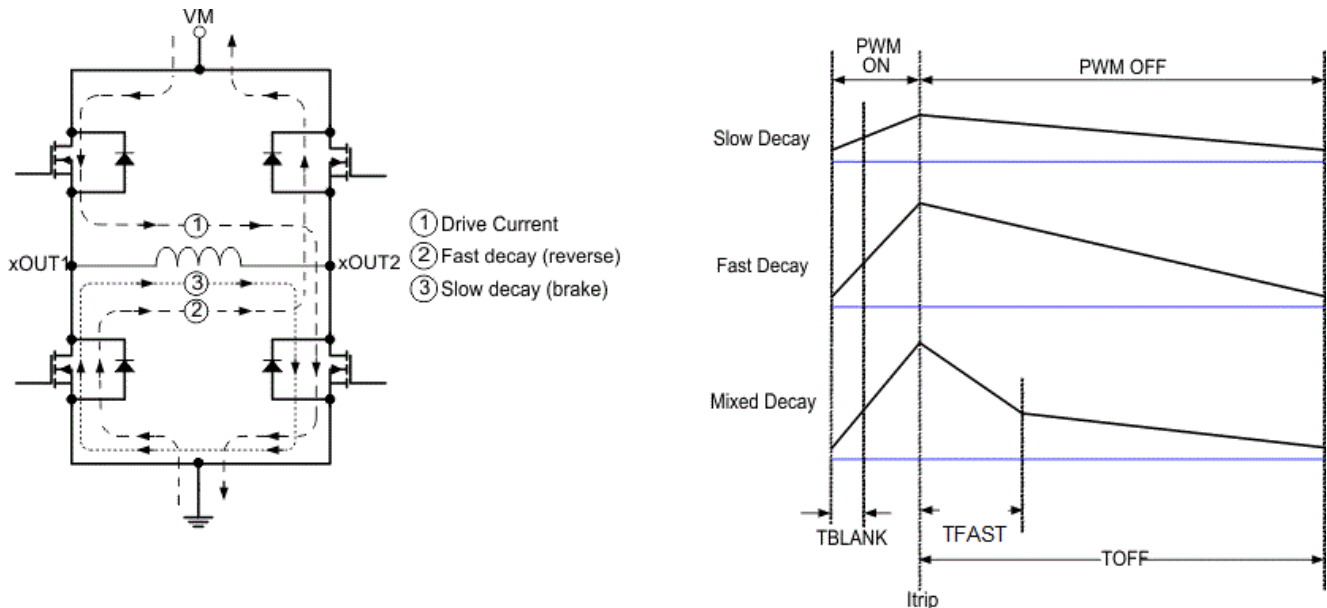 VM
xOUT1
xOUT2
1
3
2
1 Drive Current
2 Fast decay (reverse)
3 Slow decay (brake)
PWM
ON
PWM OFF
Slow Decay
Fast Decay
Mixed Decay
TBLANK
TFAST
TOFF
Itrip